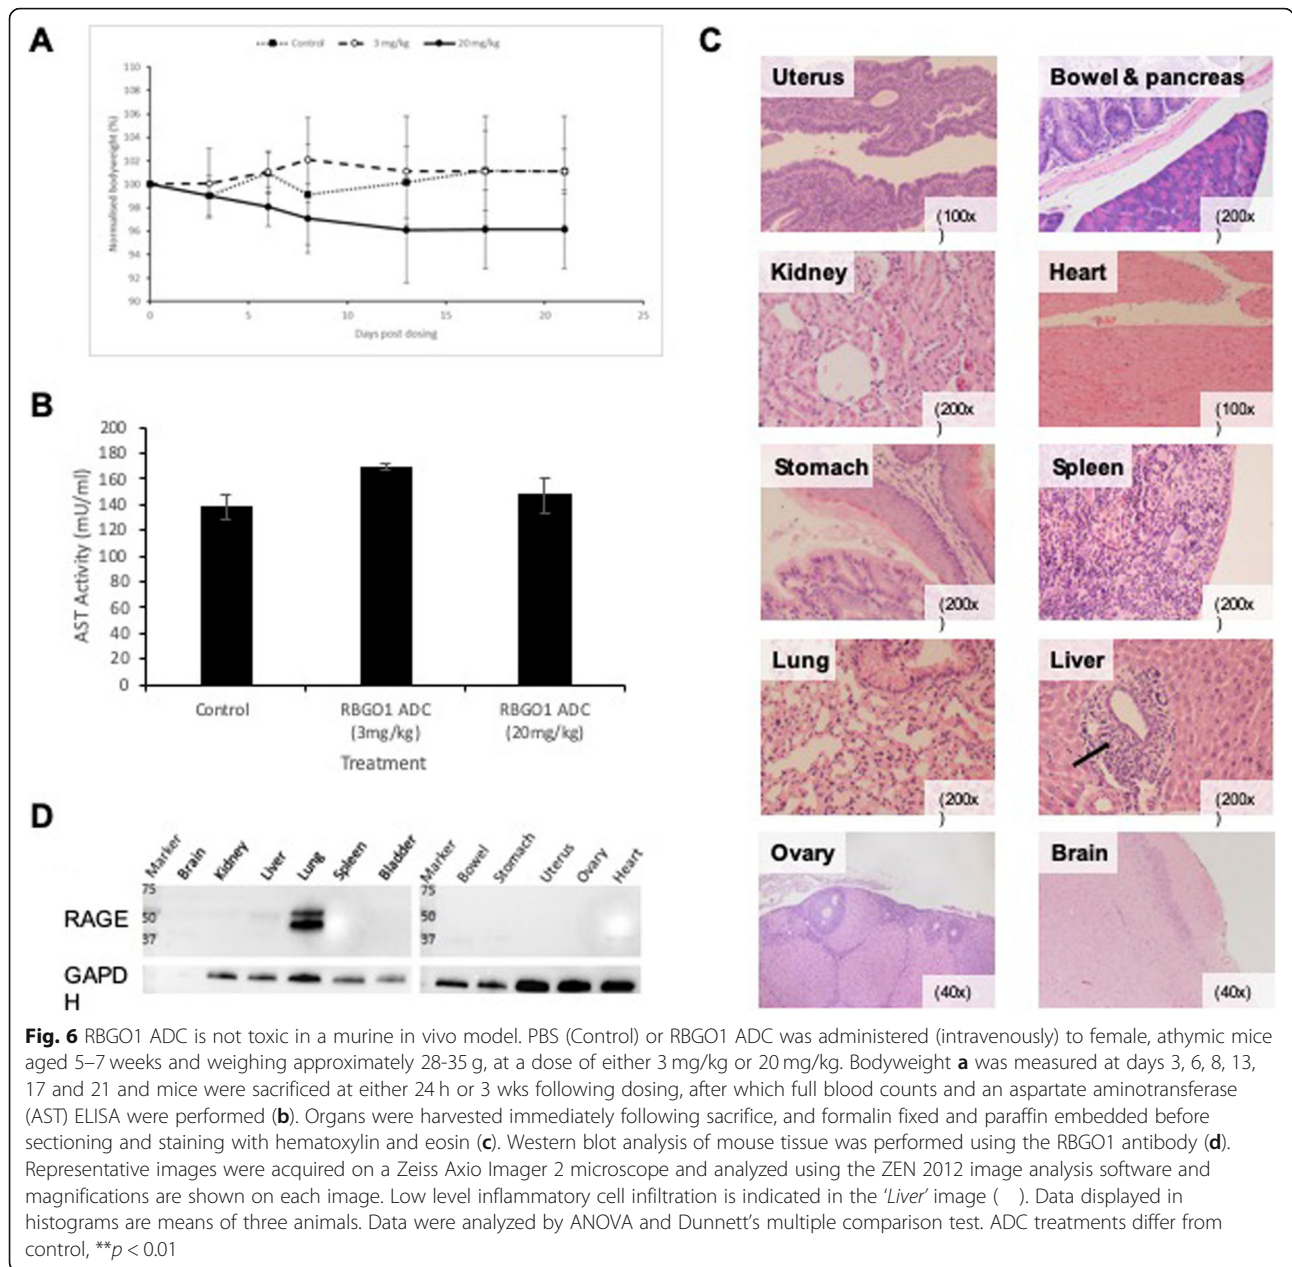 A
Control 3 mg/kg 20 mg/kg
Normalised bodyweight (%)
110
108
106
104
102
100
98
96
94
92
90
0 5 10 15 20 25
Days post dosing
B
AST Activity (mU/ml)
200
180
160
140
120
100
80
60
40
20
0
Control
RBGO1 ADC
(3mg/kg)
RBGO1 ADC
(20mg/kg)
Treatment
C
Uterus
(100x
)
Bowel & pancreas
(200x
)
Kidney
(200x
)
Heart
(100x
)
Stomach
(200x
)
Spleen
(200x
)
Lung
(200x
)
Liver
(200x
)
Ovary
(40x)
Brain
(40x)
D
Marker Brain Kidney Liver Lung Spleen Bladder Marker Bowel Stomach Uterus Ovary Heart
RAGE
75
50
37
75
50
37
GAPD
H
Fig. 6 RBGO1 ADC is not toxic in a murine in vivo model. PBS (Control) or RBGO1 ADC was administered (intravenously) to female, athymic mice
aged 5–7 weeks and weighing approximately 28-35 g, at a dose of either 3 mg/kg or 20 mg/kg. Bodyweight a was measured at days 3, 6, 8, 13,
17 and 21 and mice were sacrificed at either 24 h or 3 wks following dosing, after which full blood counts and an aspartate aminotransferase
(AST) ELISA were performed (b). Organs were harvested immediately following sacrifice, and formalin fixed and paraffin embedded before
sectioning and staining with hematoxylin and eosin (c). Western blot analysis of mouse tissue was performed using the RBGO1 antibody (d).
Representative images were acquired on a Zeiss Axio Imager 2 microscope and analyzed using the ZEN 2012 image analysis software and
magnifications are shown on each image. Low level inflammatory cell infiltration is indicated in the 'Liver' image ( ). Data displayed in
histograms are means of three animals. Data were analyzed by ANOVA and Dunnett's multiple comparison test. ADC treatments differ from
control, **p < 0.01